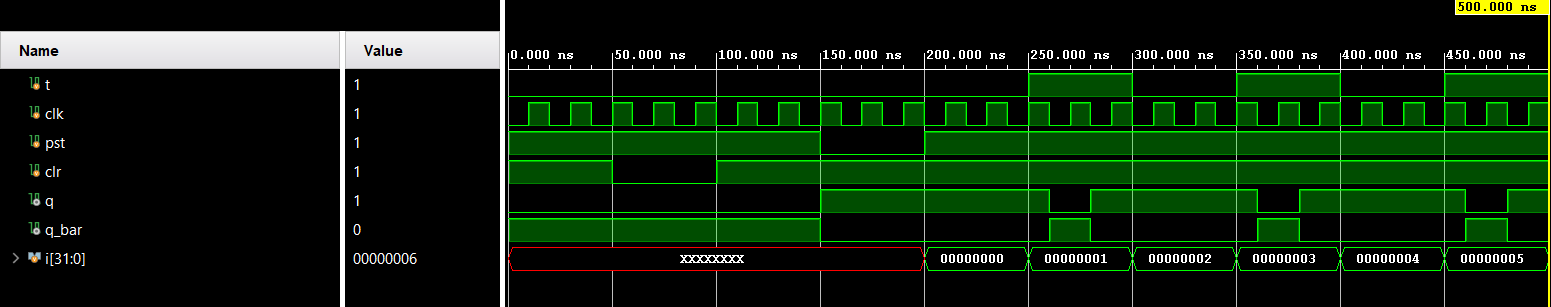 500.000 ns
Name Value
0.000 ns 50.000 ns 100.000 ns 150.000 ns 200.000 ns 250.000 ns 300.000 ns 350.000 ns 400.000 ns 450.000 ns
t 1
clk 1
pst 1
clr 1
q 1
q_bar 0
i[31:0] 00000006 XXXXXXXX 00000000 00000001 00000002 00000003 00000004 00000005